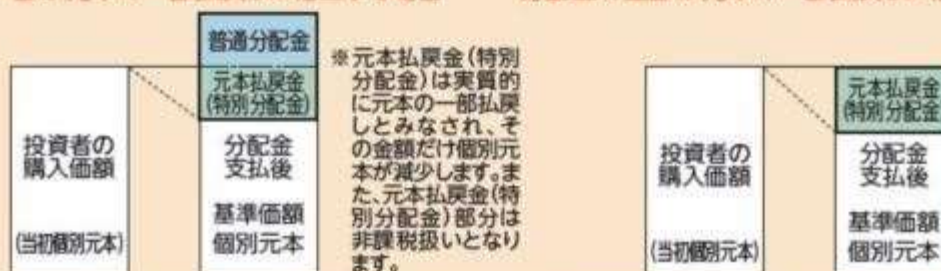 普通分配金
元本払戻金
(特別分配金)
投資者の
購入価額
(当初個別元本)
分配金
支払後
基準価額
個別元本
※元本払戻金(特別
分配金)は実質的
に元本の一部払戻
しとみなされ、そ
の金額だけ個別元
本が減少します。ま
た、元本払戻金(特
別分配金)部分は
非課税扱いとなり
ます。
投資者の
購入価額
(当初個別元本)
元本払戻金
(特別分配金
分配金
支払後
基準価額
個別元本